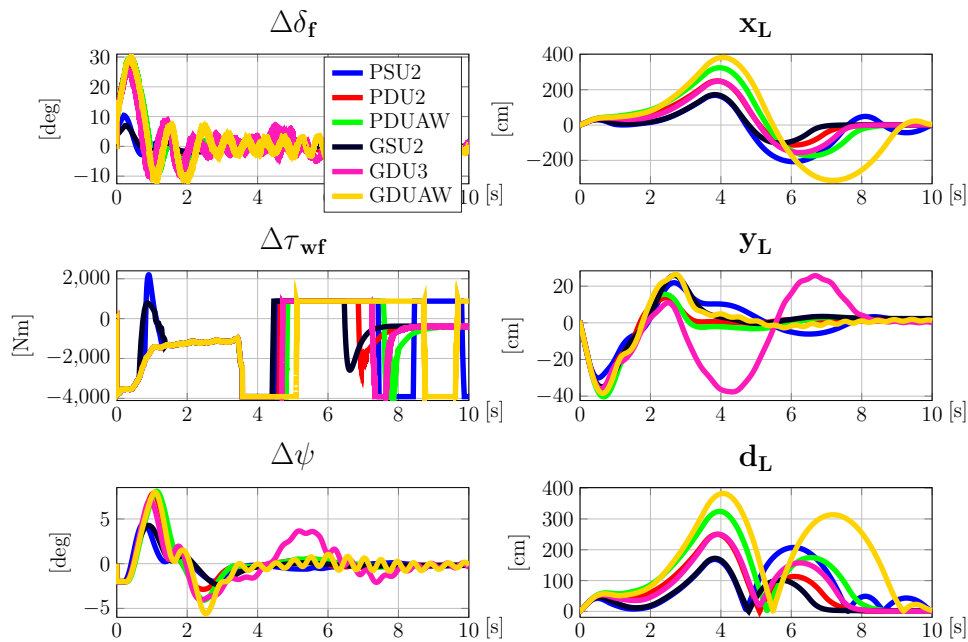 Δδf
[deg]
30
20
10
0
−10
0 2 4 6 8 10 [s]
PSU2
PDU2
PDUAW
GSU2
GDU3
GDUAW
xL
[cm]
400
200
0
−200
0 2 4 6 8 10 [s]
Δτwf
[Nm]
2,000
0
−2,000
−4,000
0 2 4 6 8 10 [s]
yL
[cm]
20
0
−20
−40
0 2 4 6 8 10 [s]
Δψ
[deg]
5
0
−5
0 2 4 6 8 10 [s]
dL
[cm]
400
300
200
100
0
0 2 4 6 8 10 [s]